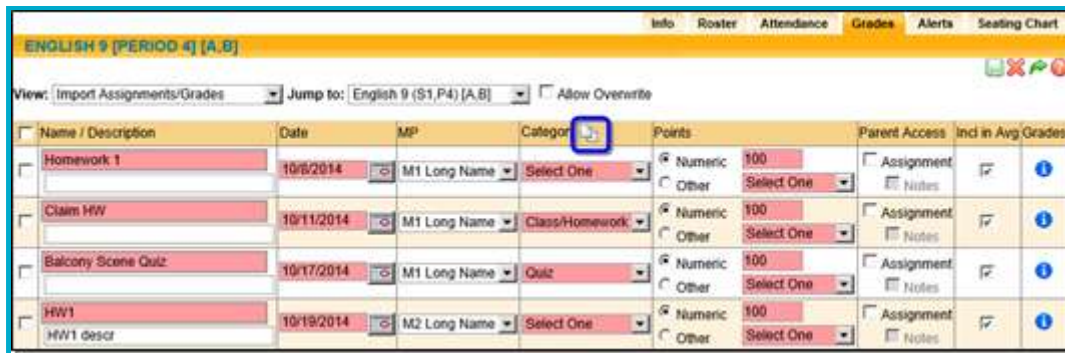 Info Roster Attendance Grades Alerts Seating Chart
ENGLISH 9 [PERIOD 4] [A,B]
View: Import Assignments/Grades Jump to: English 9 (S1,P4) [A,B] Allow Overwrite
Name / Description Date MP Categor Points Parent Access Incl in Avg Grades
Homework 1 10/8/2014 M1 Long Name Select One Numeric 100 Assignment
Other Select One Notes
Claim HW 10/11/2014 M1 Long Name Class/Homework Numeric 100 Assignment
Other Select One Notes
Balcony Scene Quiz 10/17/2014 M1 Long Name Quiz Numeric 100 Assignment
Other Select One Notes
HW1 10/19/2014 M2 Long Name Select One Numeric 100 Assignment
HW1 descr Other Select One Notes